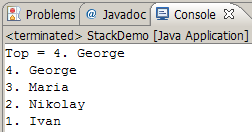 Problems @ Javadoc Console
<terminated> StackDemo [Java Application]
Top = 4. George
4. George
3. Maria
2. Nikolay
1. Ivan